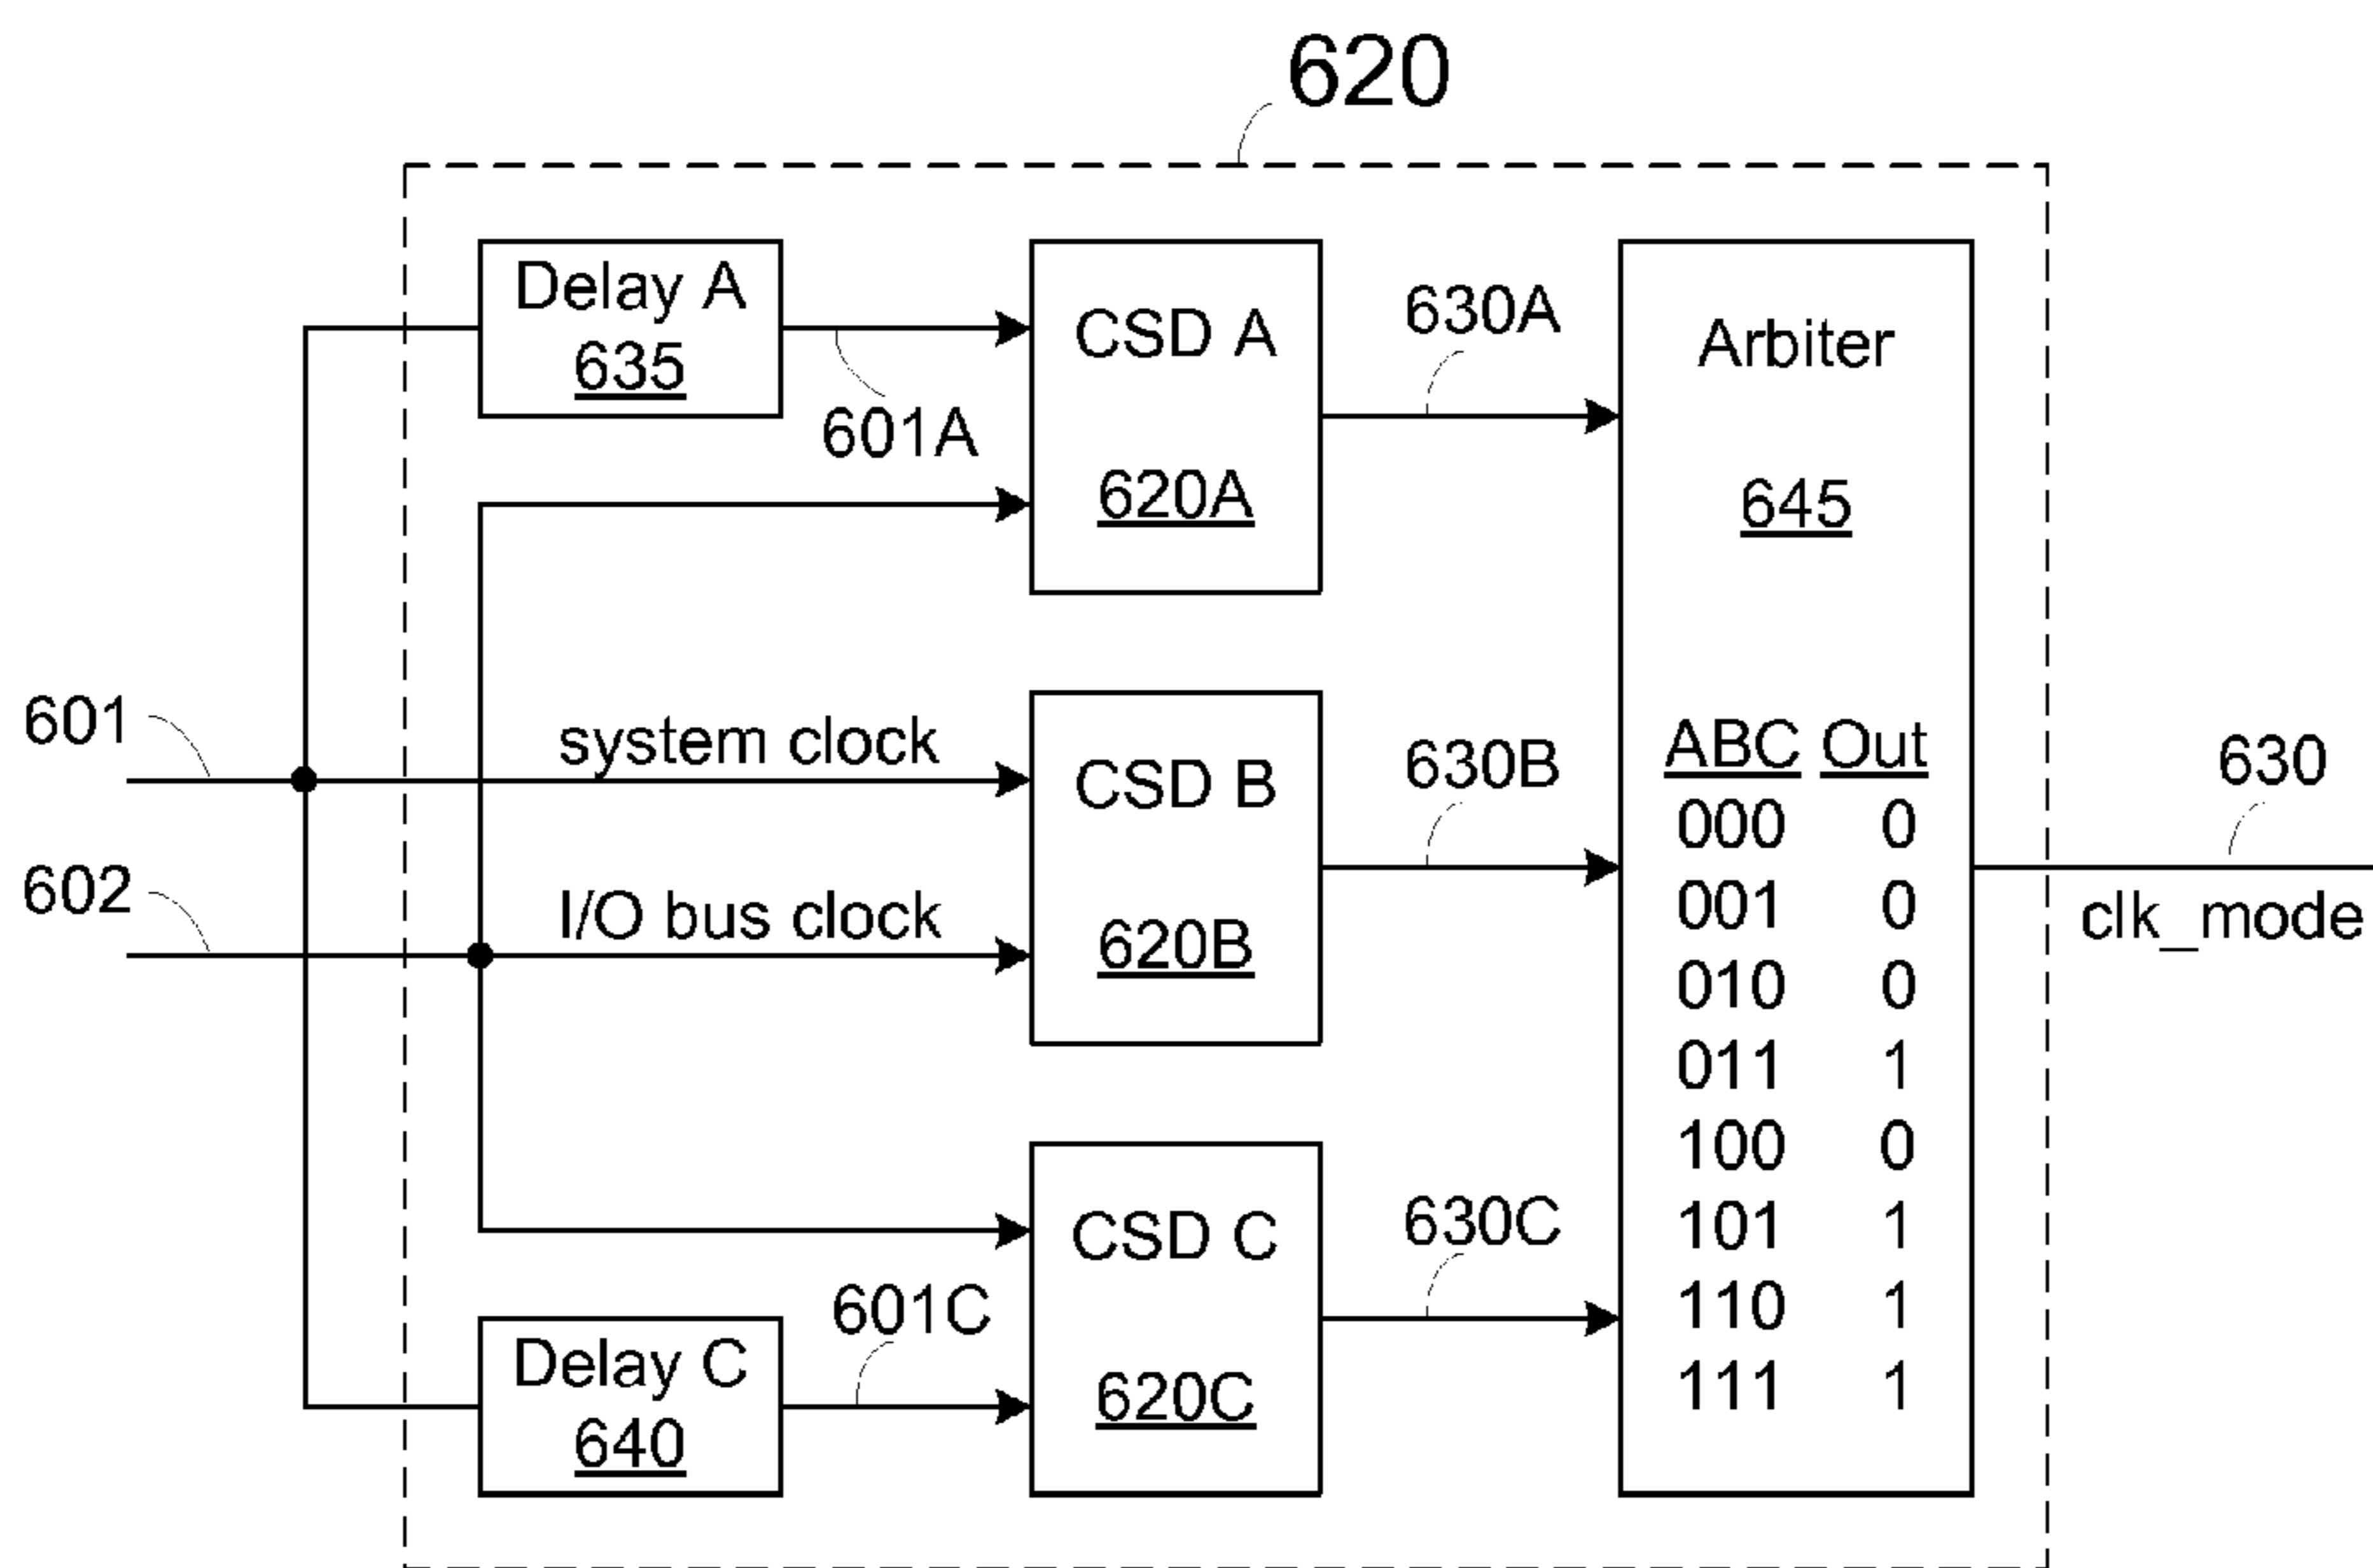 620
Delay A
635
601A
CSD A
620A
630A
Arbiter
645
601
system clock
602
I/O bus clock
CSD B
620B
630B
ABC Out
000 0
001 0
010 0
011 1
100 0
101 1
110 1
111 1
630
clk_mode
CSD C
620C
630C
601C
Delay C
640